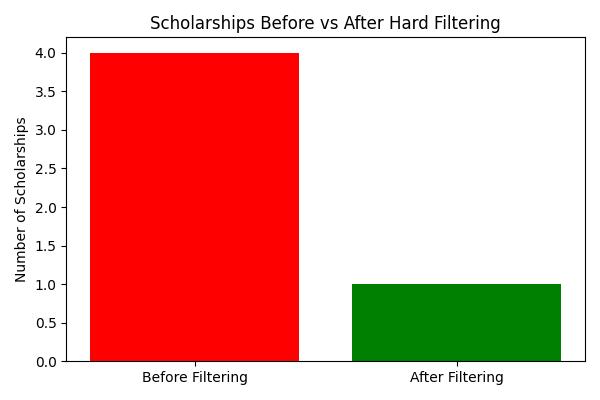 Scholarships Before vs After Hard Filtering
Number of Scholarships
4.0
3.5
3.0
2.5
2.0
1.5
1.0
0.5
0.0
Before Filtering
After Filtering